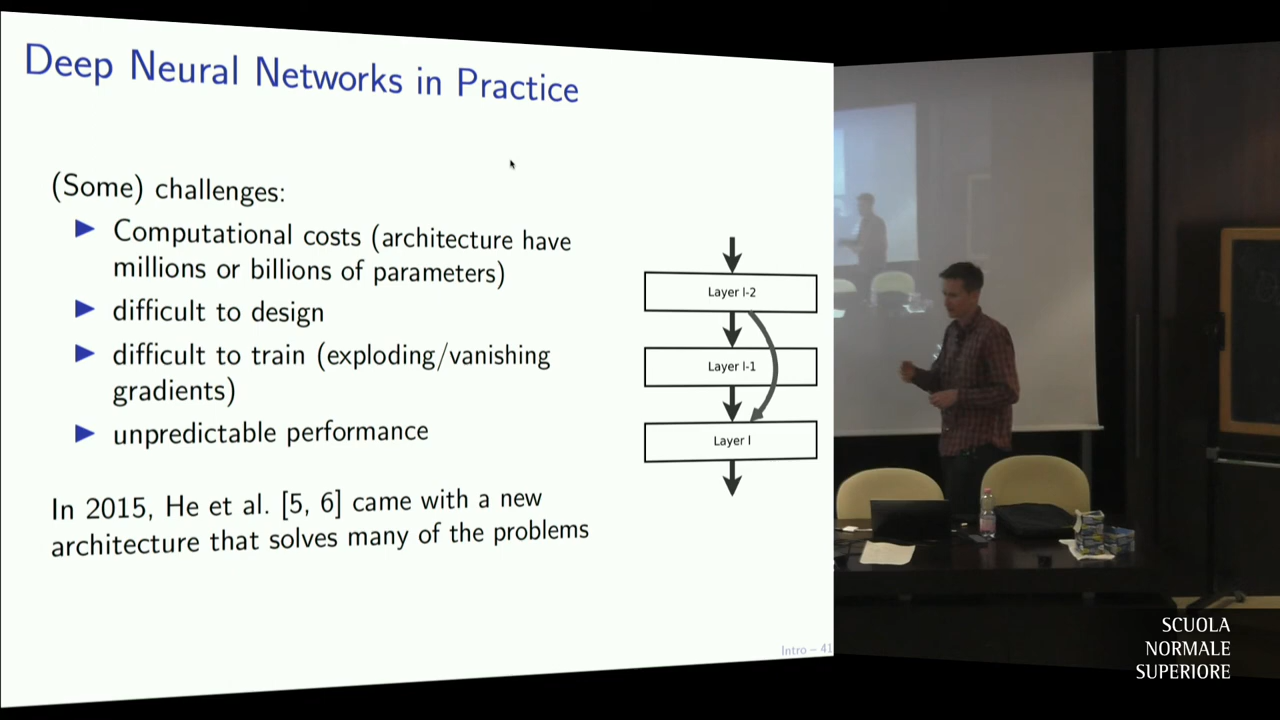 Deep Neural Networks in Practice
(Some) challenges:
Computational costs (architecture have
millions or billions of parameters)
difficult to design
difficult to train (exploding/vanishing
gradients)
unpredictable performance
In 2015, He et al. [5, 6] came with a new
architecture that solves many of the problems
Layer l-2
Layer l-1
Layer l
Intro – 41
SCUOLA
NORMALE
SUPERIORE